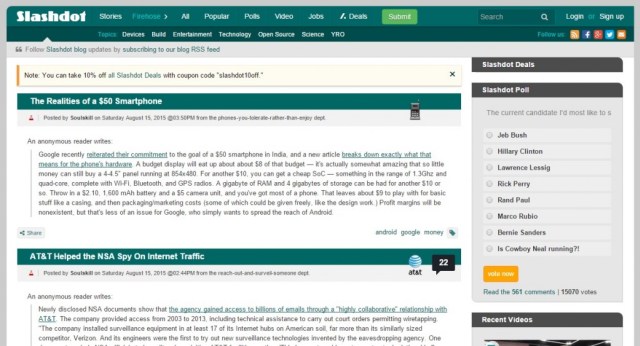 Slashdot
Stories Firehose > All Popular Polls Video Jobs Deals Submit
Search
Login or Sign up
Topics: Devices Build Entertainment Technology Open Source Science YRO
Follow us:
Follow Slashdot blog updates by subscribing to our blog RSS feed
Note: You can take 10% off all Slashdot Deals with coupon code "slashdot10off."
×
The Realities of a $50 Smartphone
Posted by Soulskill on Saturday August 15, 2015 @03:50PM from the phones-you-tolerate-rather-than-enjoy dept.
An anonymous reader writes:
Google recently reiterated their commitment to the goal of a $50 smartphone in India, and a new article breaks down exactly what that
means for the phone's hardware. A budget display will eat up about about $8 of that budget — it's actually somewhat amazing that so little
money can still buy a 4-4.5" panel running at 854x480. For another $10, you can get a cheap SoC — something in the range of 1.3Ghz and
quad-core, complete with Wi-Fi, Bluetooth, and GPS radios. A gigabyte of RAM and 4 gigabytes of storage can be had for another $10 or
so. Throw in a $2.10, 1,600 mAh battery and a $5 camera unit, and you've got most of a phone. That leaves about $9 to play with for basic
stuff like a casing, and then packaging/marketing costs (some of which could be given freely, like the design work.) Profit margins will be
nonexistent, but that's less of an issue for Google, who simply wants to spread the reach of Android.
Share
android google money
AT&T Helped the NSA Spy On Internet Traffic
at&t
22
Posted by Soulskill on Saturday August 15, 2015 @02:44PM from the reach-out-and-surveil-someone dept.
An anonymous reader writes:
Newly disclosed NSA documents show that the agency gained access to billions of emails through a "highly collaborative" relationship with
AT&T. The company provided access from 2003 to 2013, including technical assistance to carry out court orders permitting wiretapping.
"The company installed surveillance equipment in at least 17 of its Internet hubs on American soil, far more than its similarly sized
competitor, Verizon. And its engineers were the first to try out new surveillance technologies invented by the eavesdropping agency. One
Slashdot Deals
Slashdot Poll
The current candidate I'd most like to s
Jeb Bush
Hillary Clinton
Lawrence Lessig
Rick Perry
Rand Paul
Marco Rubio
Bernie Sanders
Is Cowboy Neal running?!
vote now
Read the 561 comments | 15070 votes
Recent Videos